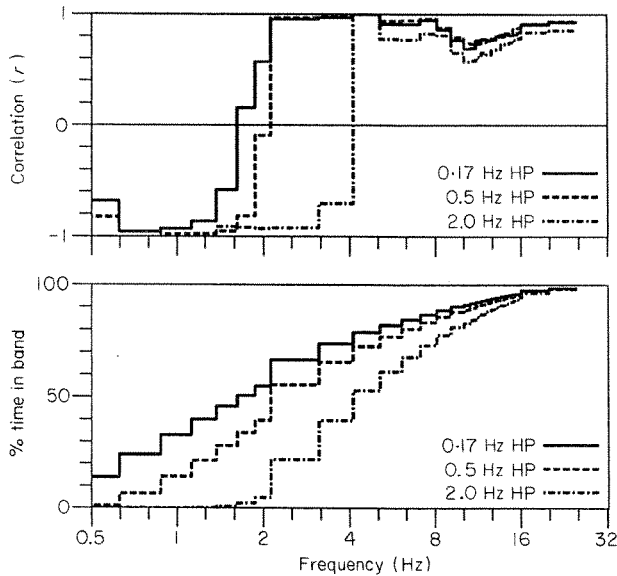 1
0
-1
Correlation (r)
0·17 Hz HP
0.5 Hz HP
2.0 Hz HP
100
50
0
% time in band
0·17 Hz HP
0.5 Hz HP
2.0 Hz HP
0.5 1 2 4 8 16 32
Frequency (Hz)